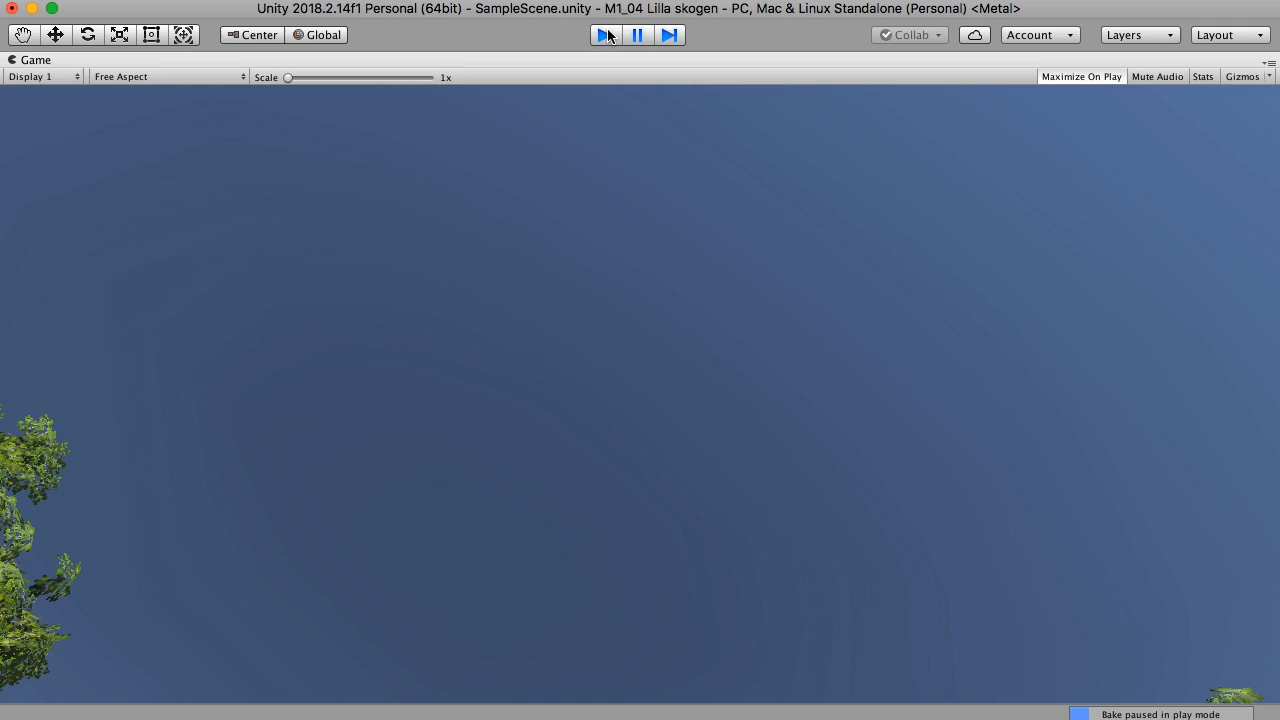 Unity 2018.2.14f1 Personal (64bit) - SampleScene.unity - M1_04 Lilla skogen - PC, Mac & Linux Standalone (Personal) <Metal>
Center Global Collab Account Layers Layout
Game
Display 1 Free Aspect Scale 1x Maximize On Play Mute Audio Stats Gizmos
Bake paused in play mode